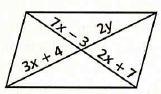 7x − 3
2y
3x + 4
2x + 7